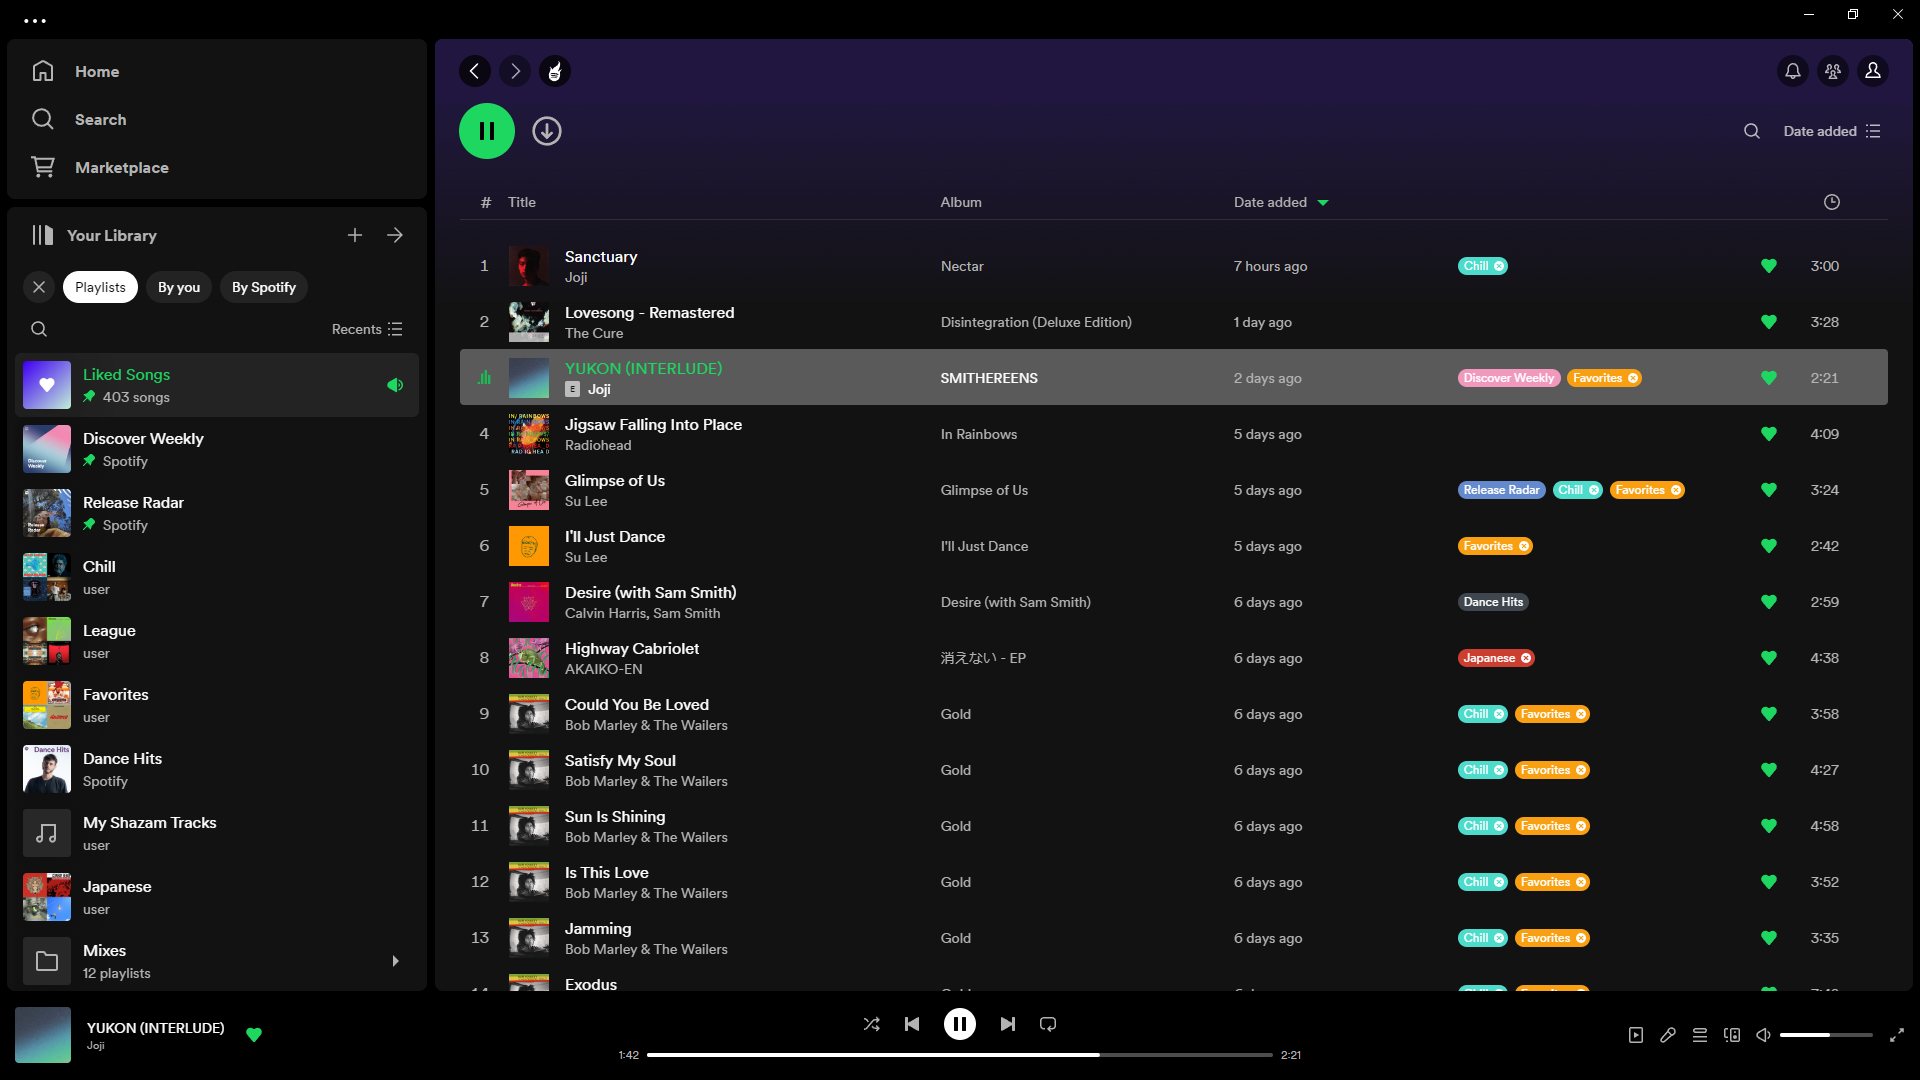 Home
Search
Marketplace
Your Library
Playlists
By you
By Spotify
Recents
Liked Songs
403 songs
Discover Weekly
Spotify
Release Radar
Spotify
Chill
user
League
user
Favorites
user
Dance Hits
Spotify
My Shazam Tracks
user
Japanese
user
Mixes
12 playlists
Date added
# Title Album Date added
1 Sanctuary Nectar 7 hours ago Chill 3:00
Joji
2 Lovesong - Remastered Disintegration (Deluxe Edition) 1 day ago 3:28
The Cure
YUKON (INTERLUDE) SMITHEREENS 2 days ago Discover Weekly Favorites 2:21
E Joji
4 Jigsaw Falling Into Place In Rainbows 5 days ago 4:09
Radiohead
5 Glimpse of Us Glimpse of Us 5 days ago Release Radar Chill Favorites 3:24
Su Lee
6 I'll Just Dance I'll Just Dance 5 days ago Favorites 2:42
Su Lee
7 Desire (with Sam Smith) Desire (with Sam Smith) 6 days ago Dance Hits 2:59
Calvin Harris, Sam Smith
8 Highway Cabriolet 消えない - EP 6 days ago Japanese 4:38
AKAIKO-EN
9 Could You Be Loved Gold 6 days ago Chill Favorites 3:58
Bob Marley & The Wailers
10 Satisfy My Soul Gold 6 days ago Chill Favorites 4:27
Bob Marley & The Wailers
11 Sun Is Shining Gold 6 days ago Chill Favorites 4:58
Bob Marley & The Wailers
12 Is This Love Gold 6 days ago Chill Favorites 3:52
Bob Marley & The Wailers
13 Jamming Gold 6 days ago Chill Favorites 3:35
Bob Marley & The Wailers
Exodus
YUKON (INTERLUDE)
Joji
1:42
2:21